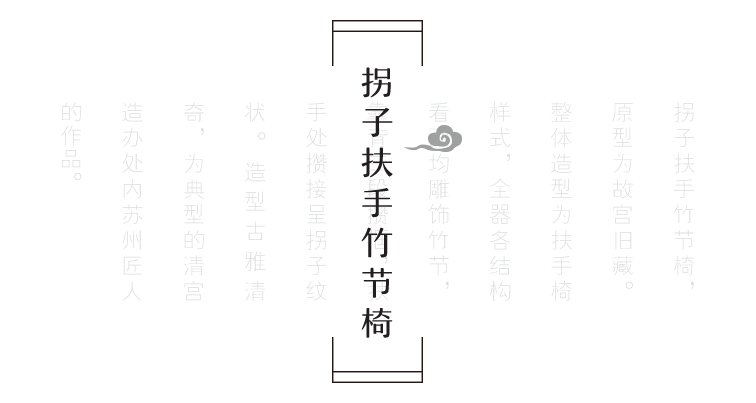 拐子扶手竹节椅
拐子扶手竹节椅，
原型为故宫旧藏。
整体造型为扶手椅
样式，全器各结构
看均雕饰竹节，
手处攒接呈拐子纹
状。造型古雅清
奇，为典型的清宫
造办处内苏州匠人
的作品。